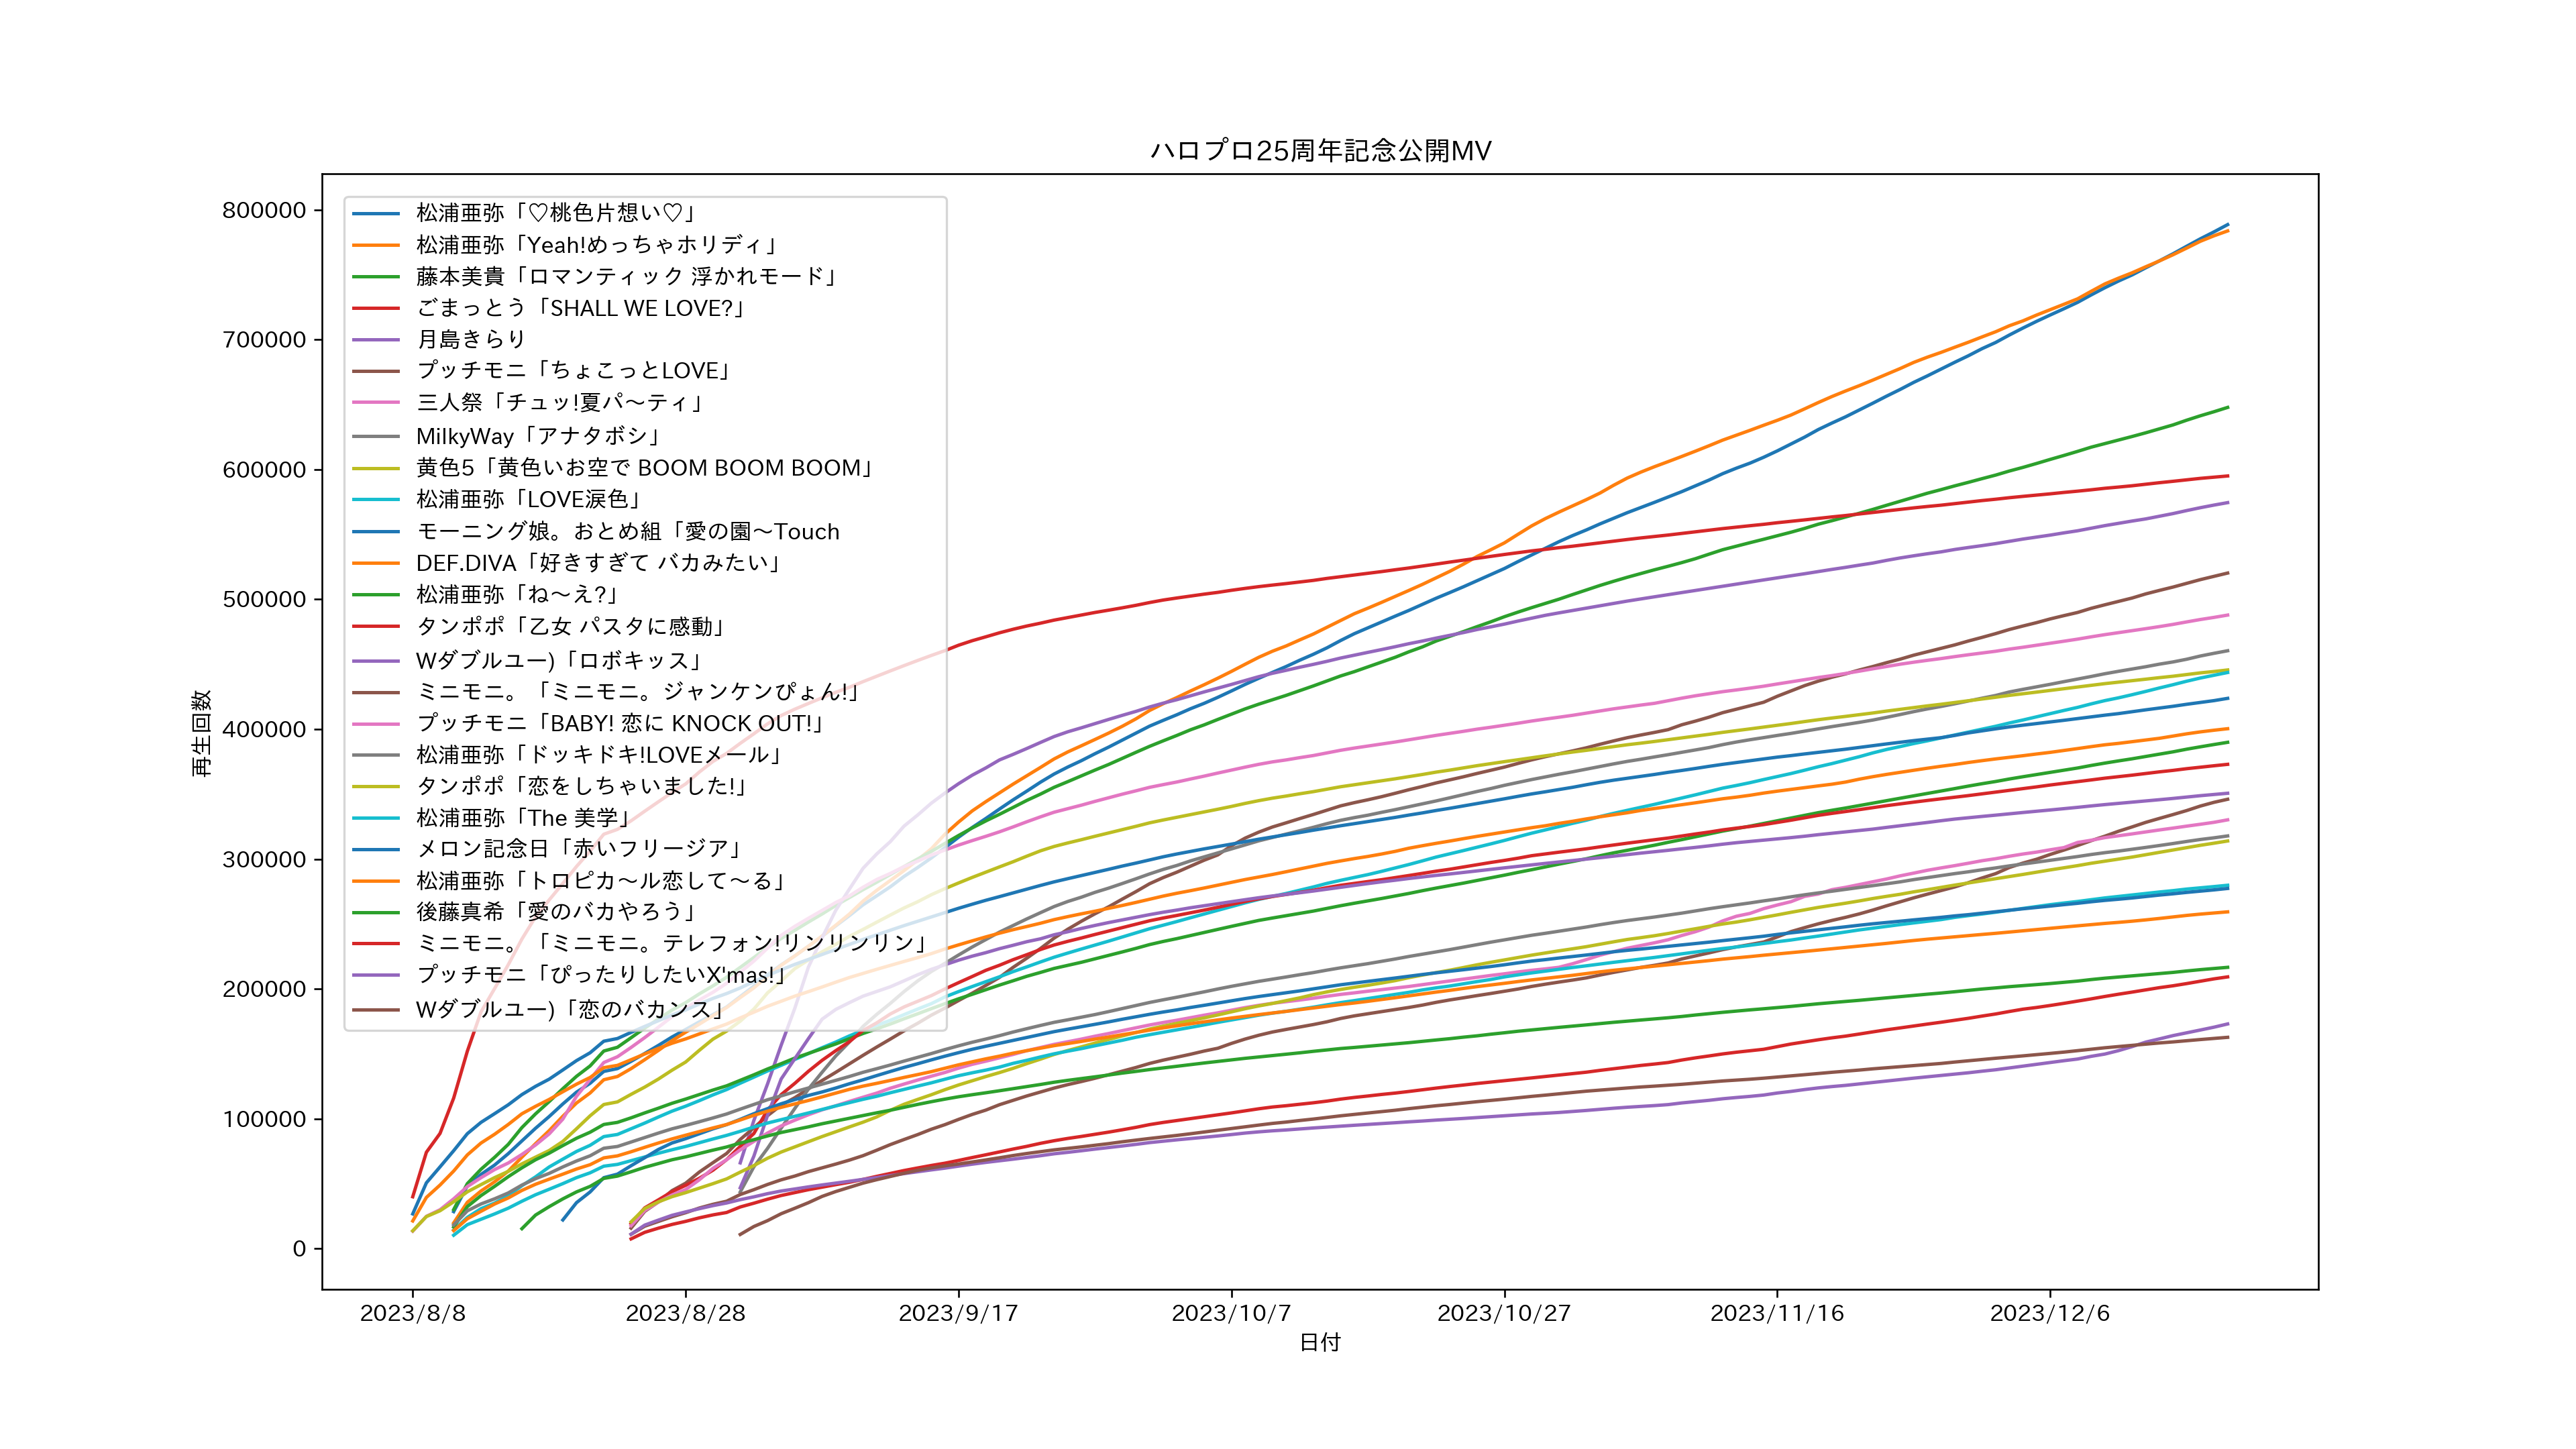 ハロプロ25周年記念公開MV
再生回数
800000
700000
600000
500000
400000
300000
200000
100000
0
松浦亜弥「♡桃色片想い♡」
松浦亜弥「Yeah!めっちゃホリディ」
藤本美貴「ロマンティック 浮かれモード」
ごまっとう「SHALL WE LOVE?」
月島きらり
プッチモニ「ちょこっとLOVE」
三人祭「チュッ!夏パ〜ティ」
MilkyWay「アナタボシ」
黄色5「黄色いお空で BOOM BOOM BOOM」
松浦亜弥「LOVE涙色」
モーニング娘。おとめ組「愛の園〜Touch
DEF.DIVA「好きすぎて バカみたい」
松浦亜弥「ね〜え?」
タンポポ「乙女 パスタに感動」
Wダブルユー)「ロボキッス」
ミニモニ。「ミニモニ。ジャンケンぴょん!」
プッチモニ「BABY! 恋に KNOCK OUT!」
松浦亜弥「ドッキドキ!LOVEメール」
タンポポ「恋をしちゃいました!」
松浦亜弥「The 美学」
メロン記念日「赤いフリージア」
松浦亜弥「トロピカ〜ル恋して〜る」
後藤真希「愛のバカやろう」
ミニモニ。「ミニモニ。テレフォン!リンリンリン」
プッチモニ「ぴったりしたいX'mas!」
Wダブルユー)「恋のバカンス」
2023/8/8
2023/8/28
2023/9/17
2023/10/7
2023/10/27
2023/11/16
2023/12/6
日付